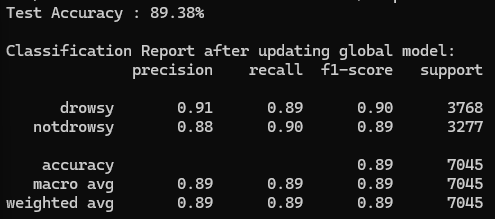 Test Accuracy : 89.38%
Classification Report after updating global model:
precision recall f1-score support
drowsy 0.91 0.89 0.90 3768
notdrowsy 0.88 0.90 0.89 3277
accuracy 0.89 7045
macro avg 0.89 0.89 0.89 7045
weighted avg 0.89 0.89 0.89 7045